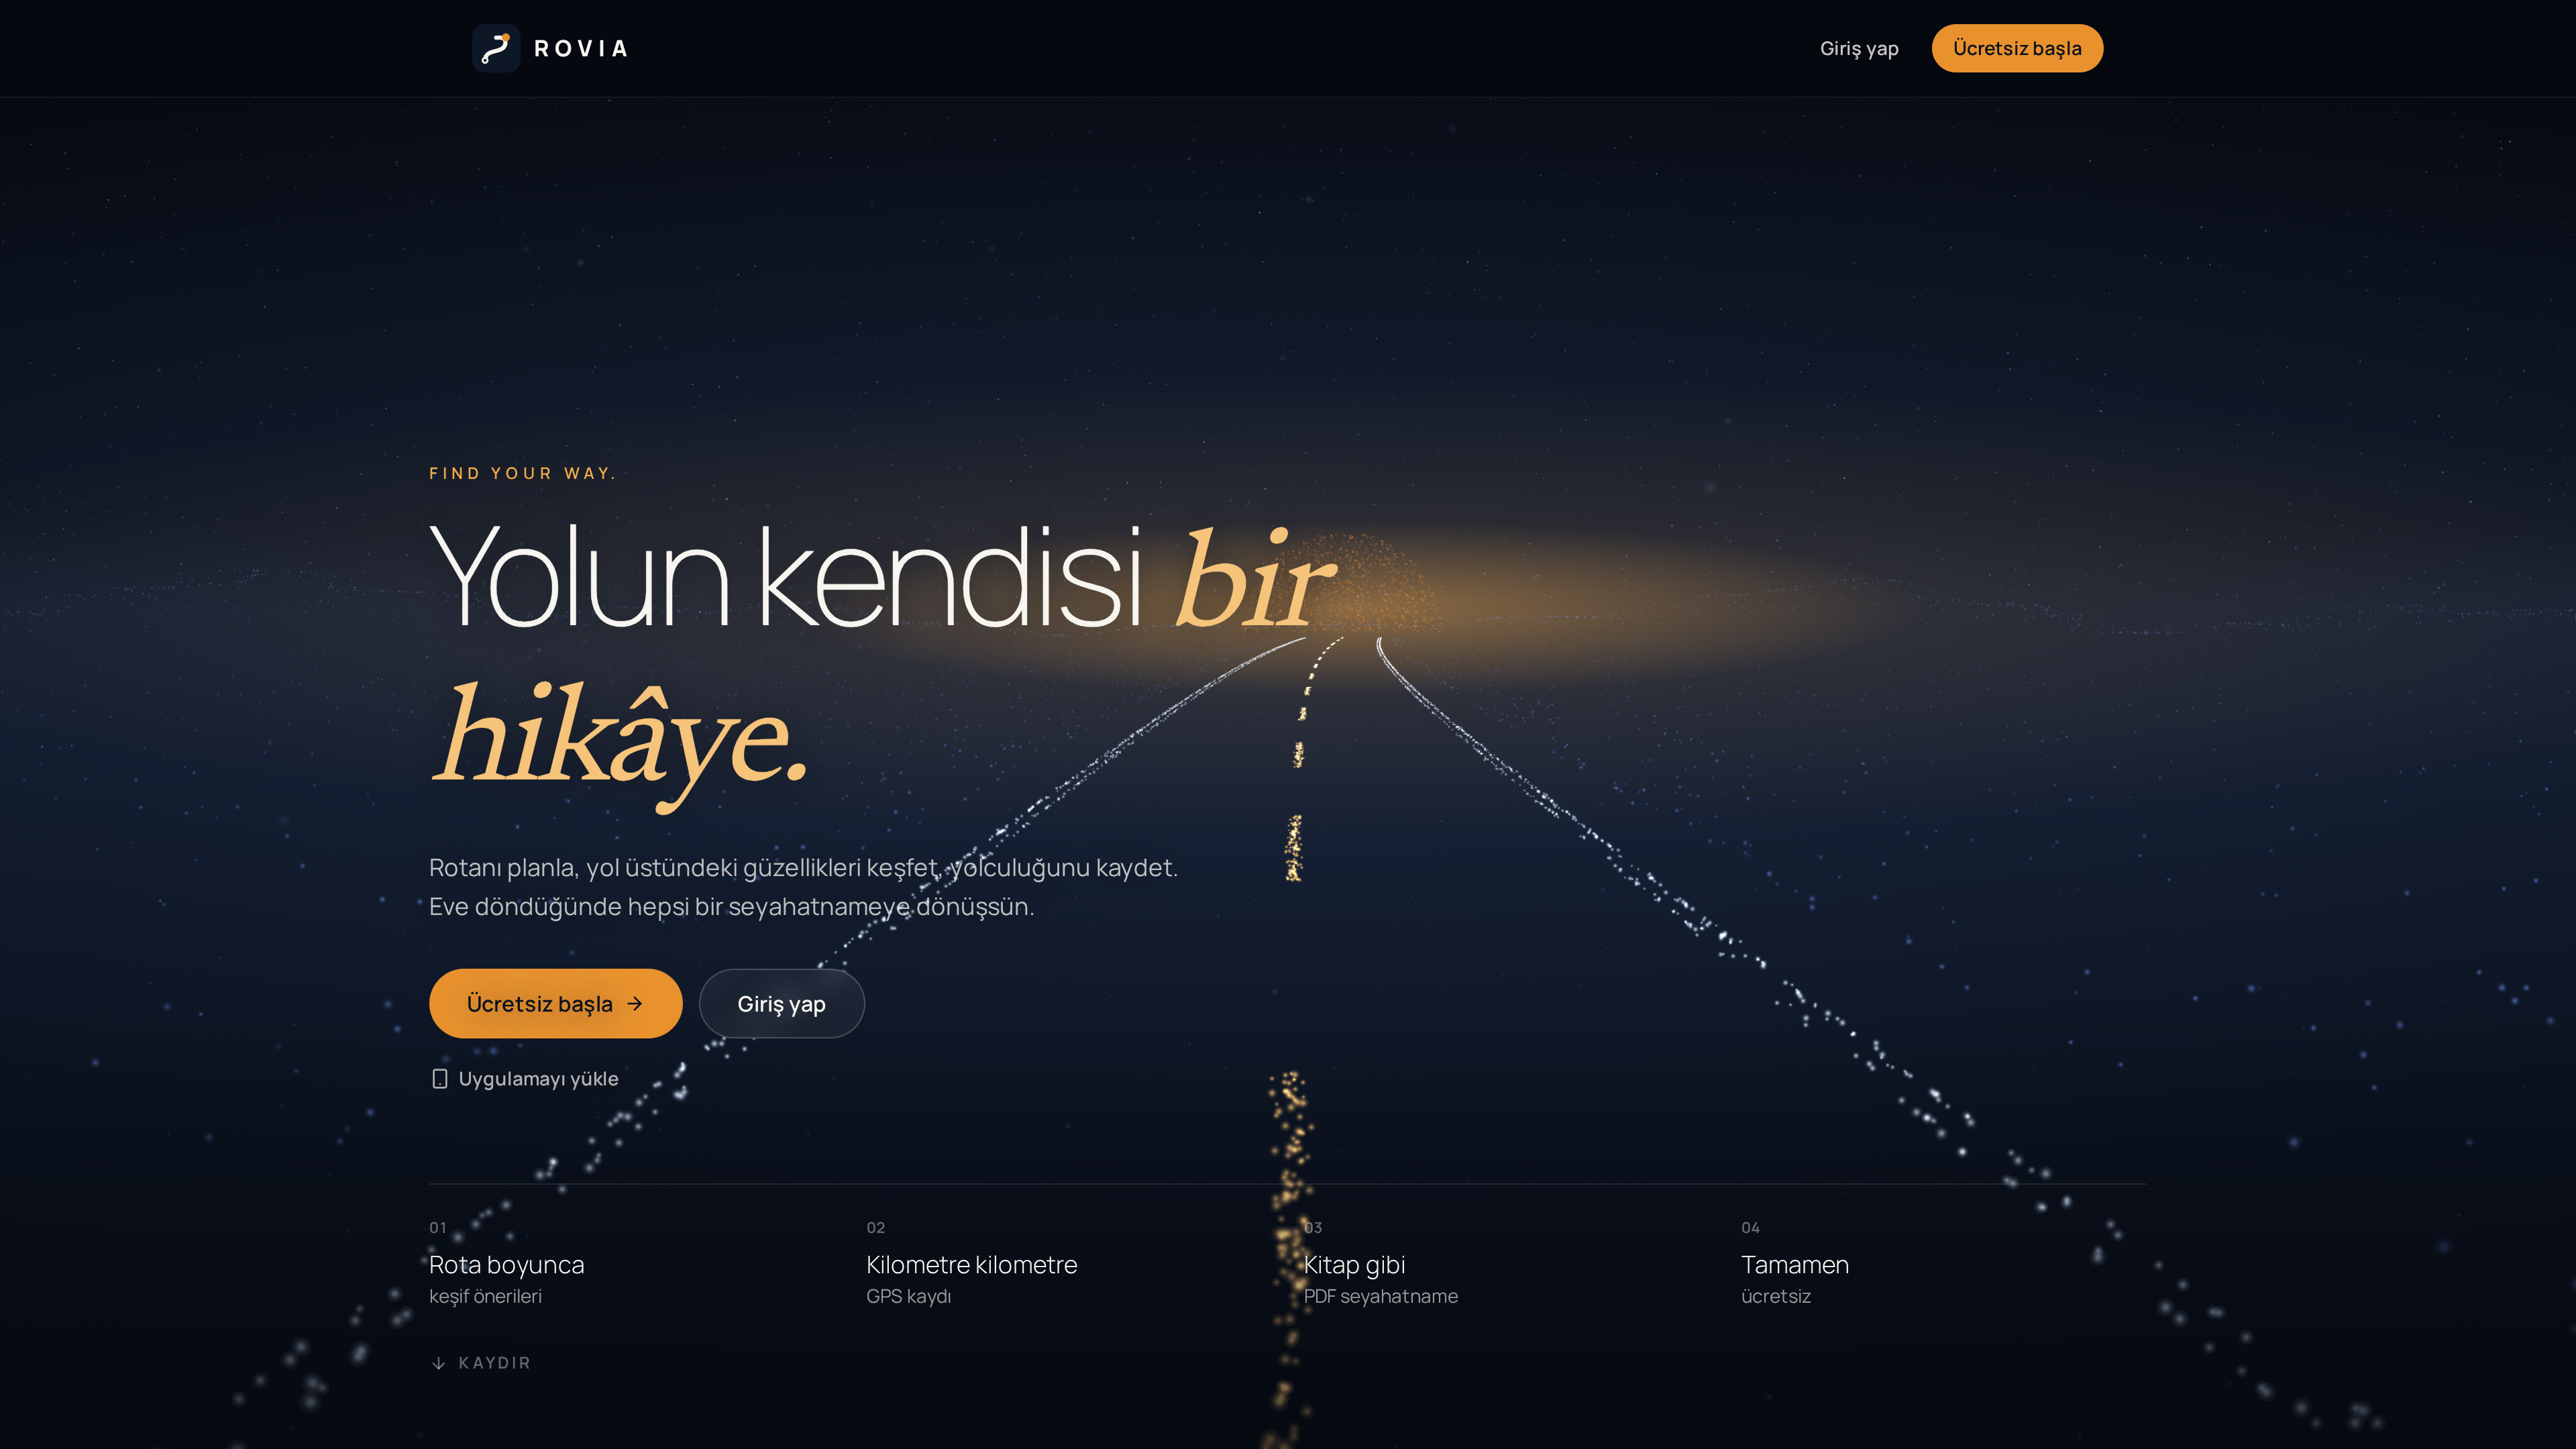 ROVIA
Giriş yap
Ücretsiz başla
FIND YOUR WAY.
Yolun kendisi bir
hikâye.
Rotanı planla, yol üstündeki güzellikleri keşfet, yolculuğunu kaydet.
Eve döndüğünde hepsi bir seyahatnameye dönüşsün.
Ücretsiz başla →
Giriş yap
Uygulamayı yükle
01
Rota boyunca
keşif önerileri
02
Kilometre kilometre
GPS kaydı
03
Kitap gibi
PDF seyahatname
04
Tamamen
ücretsiz
↓ KAYDIR